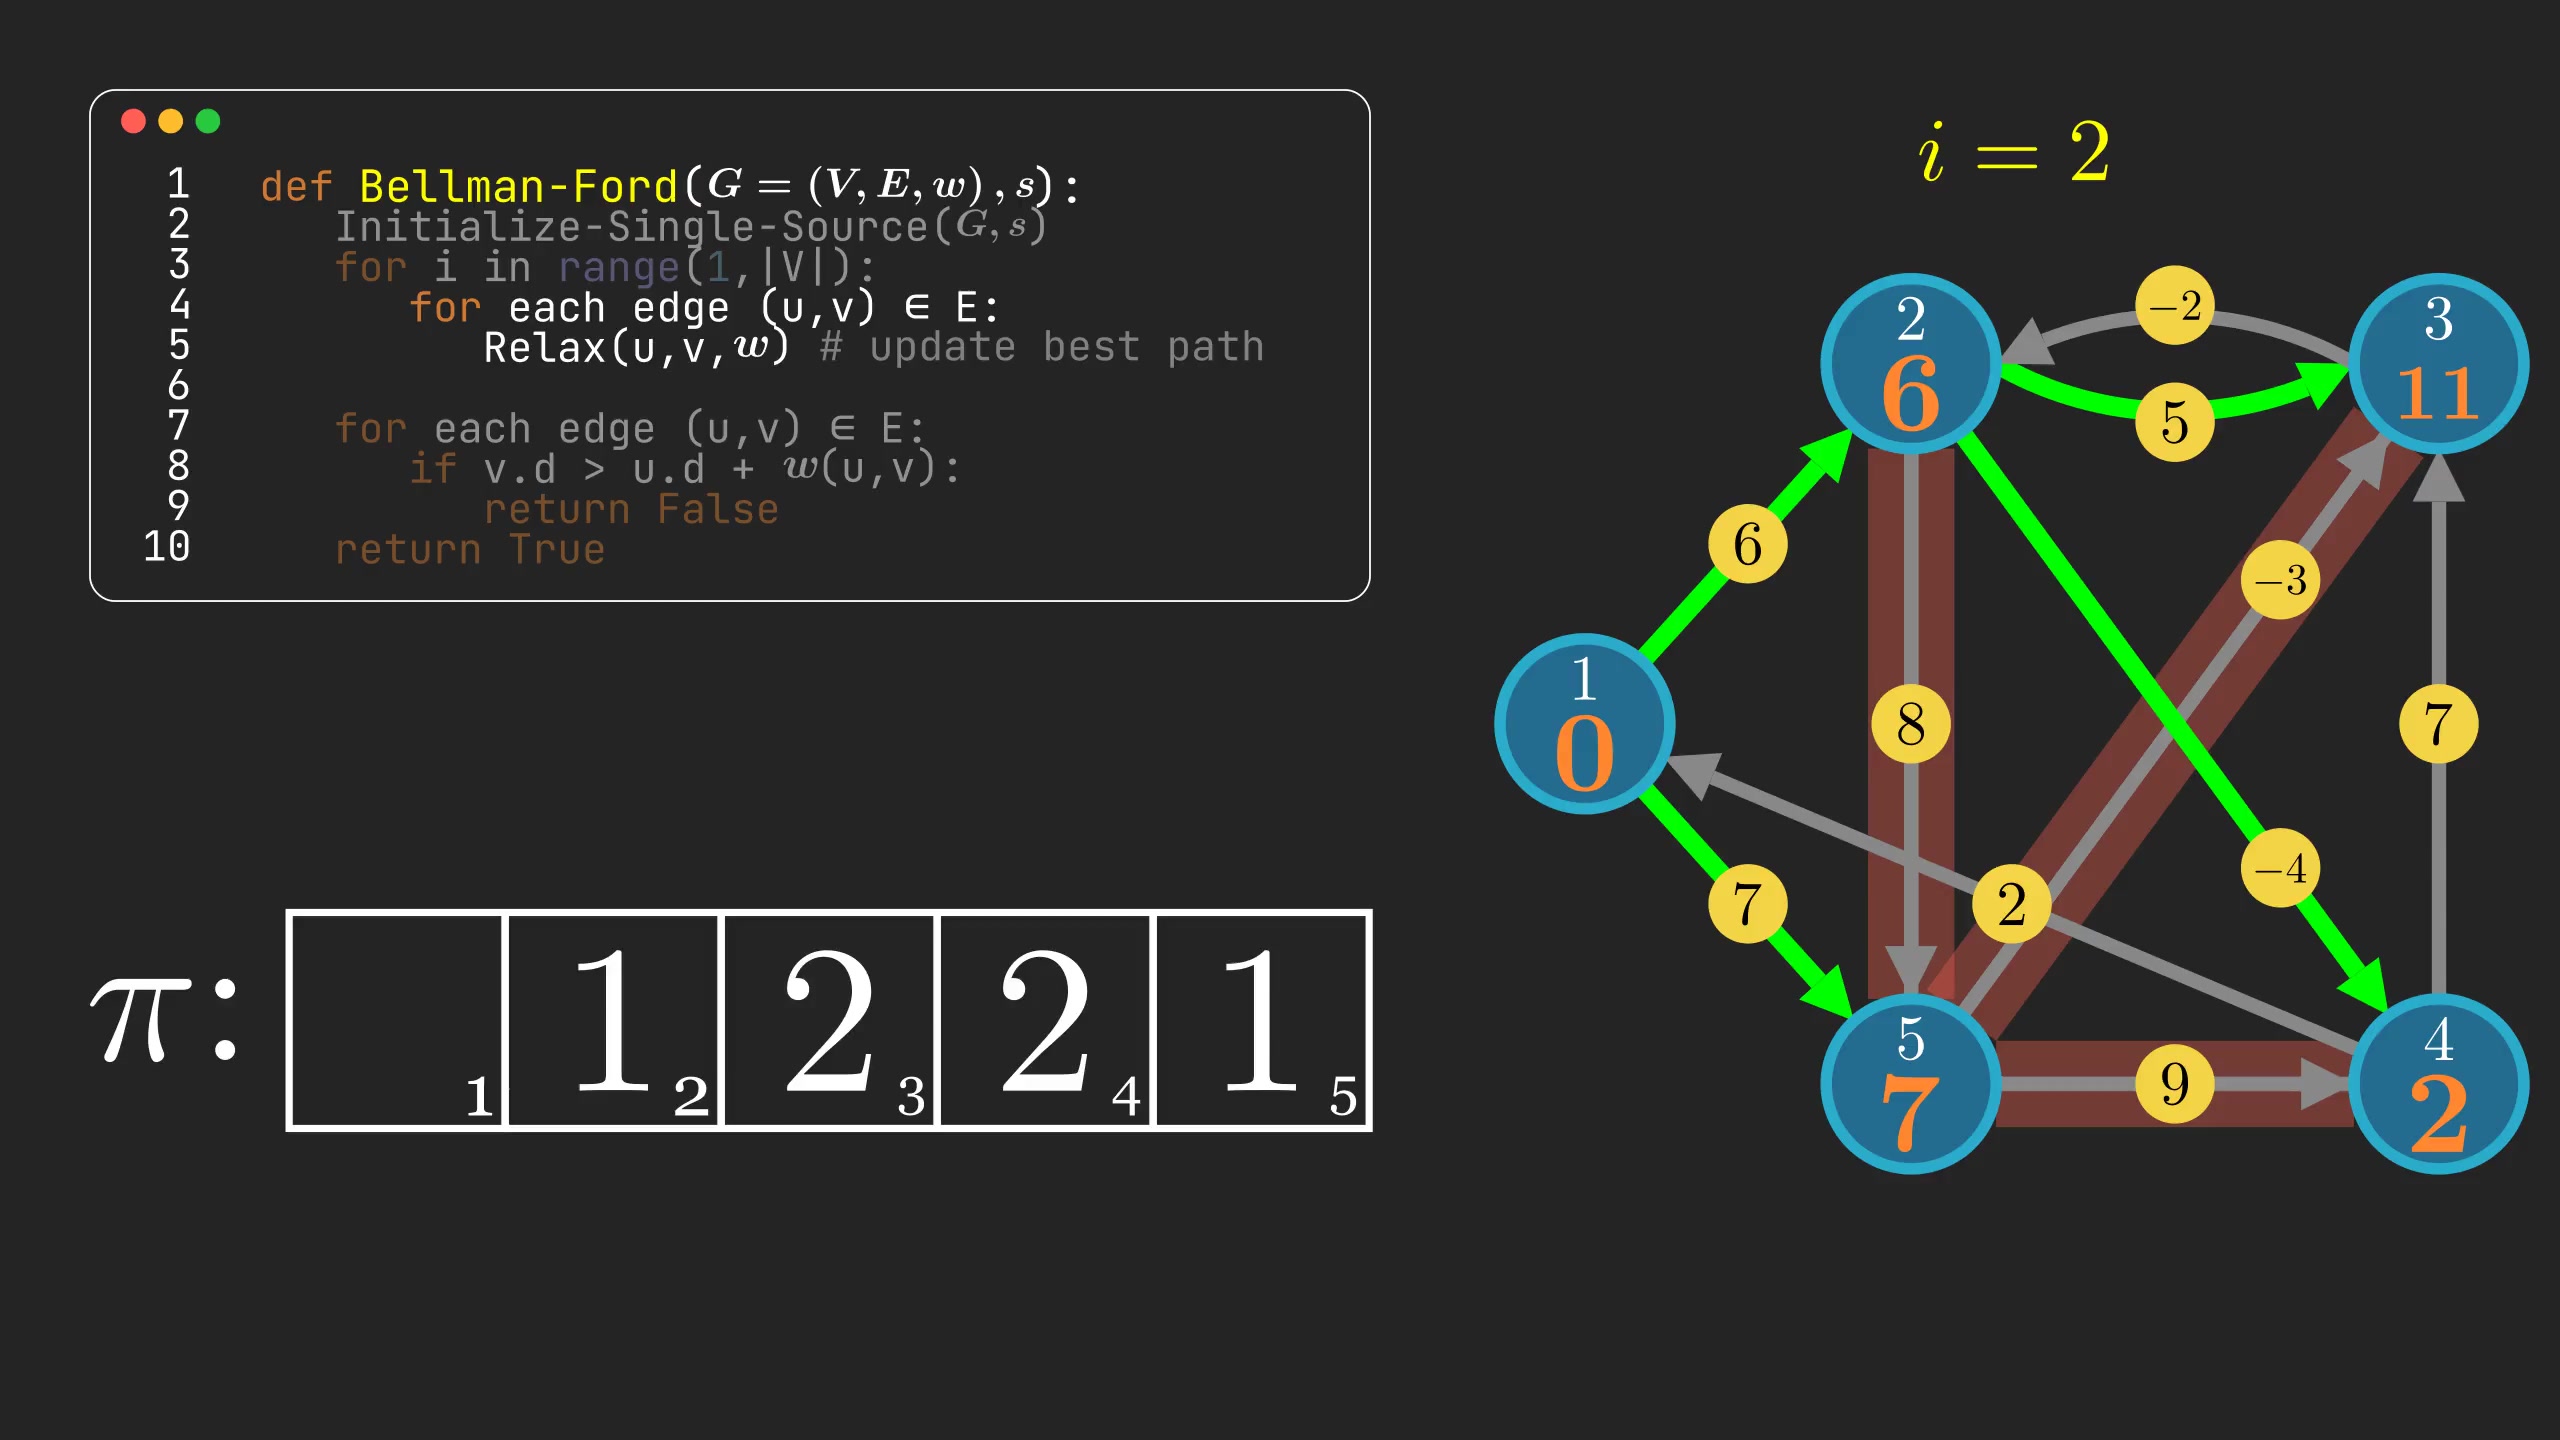 1 def Bellman-Ford(G = (V, E, w) , s):
2 Initialize-Single-Source(G, s)
3 for i in range(1,|V|):
4 for each edge (u,v) ∈ E:
5 Relax(u,v,w) # update best path
6
7 for each edge (u,v) ∈ E:
8 if v.d > u.d + w(u,v):
9 return False
10 return True
i = 2
2
6
3
11
−2
5
6
−3
1
0
8
7
7
2
−4
5
7
9
4
2
π:
1
1 2
2 3
2 4
1 5